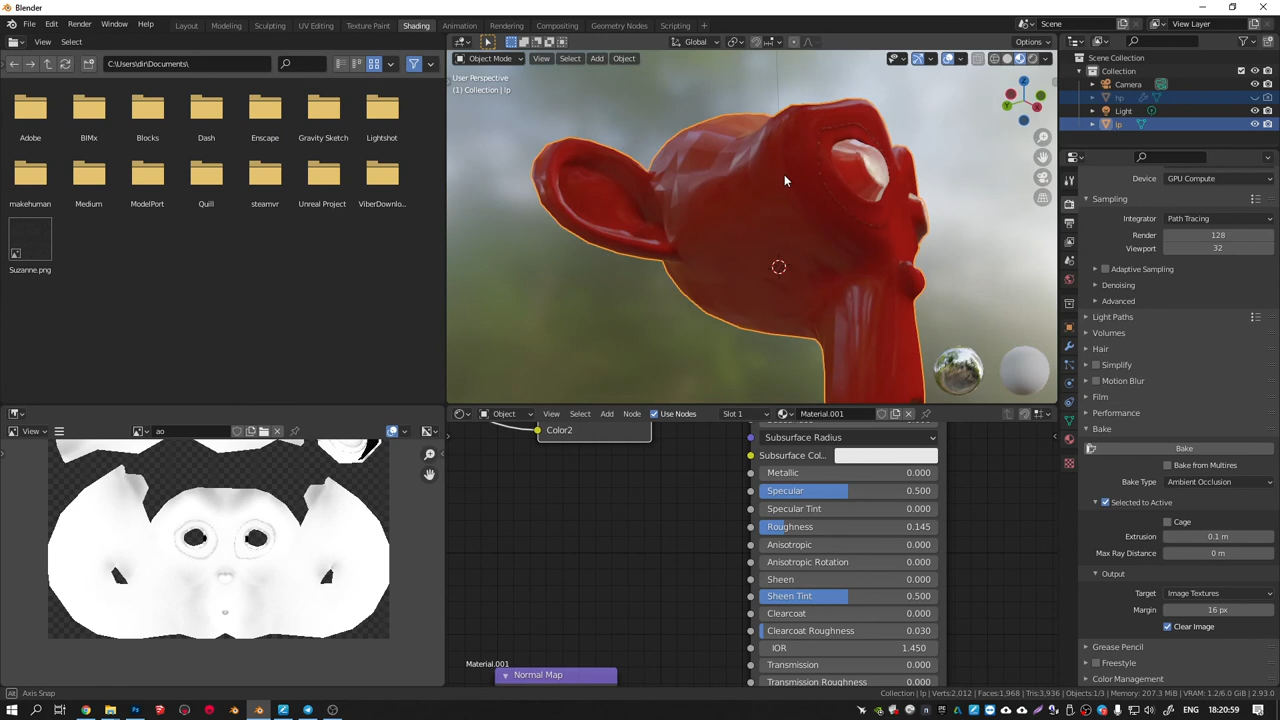 Blender
File Edit Render Window Help Layout Modeling Sculpting UV Editing Texture Paint Shading Animation Rendering Compositing Geometry Nodes Scripting + Scene View Layer
View Select Global Options
C:\Users\dir\Documents\ Object Mode View Select Add Object
User Perspective
(1) Collection | lp
Scene Collection
Collection
Camera
hp
Light
lp
Adobe BIMx Blocks Dash Enscape Gravity Sketch Lightshot
makehuman Medium ModelPort Quill steamvr Unreal Project ViberDownlo...
Suzanne.png
Z
Y
X
Device GPU Compute
Sampling
Integrator Path Tracing
Render 128
Viewport 32
Adaptive Sampling
Denoising
Advanced
Light Paths
Volumes
Hair
Simplify
Motion Blur
Film
Performance
Bake
Bake
Bake from Multires
Bake Type Ambient Occlusion
Selected to Active
Cage
Extrusion 0.1 m
Max Ray Distance 0 m
Output
Target Image Textures
Margin 16 px
Clear Image
Grease Pencil
Freestyle
Color Management
View ao
Object View Select Add Node Use Nodes Slot 1 Material.001
Color2
Subsurface Radius
Subsurface Col...
Metallic 0.000
Specular 0.500
Specular Tint 0.000
Roughness 0.145
Anisotropic 0.000
Anisotropic Rotation 0.000
Sheen 0.000
Sheen Tint 0.500
Clearcoat 0.000
Clearcoat Roughness 0.030
IOR 1.450
Transmission 0.000
Transmission Roughness 0.000
Material.001
Normal Map
Axis Snap
Collection | lp | Verts:2,012 | Faces:1,968 | Tris:3,936 | Objects:1/3 | Memory: 207.3 MiB | VRAM: 1.2/6.0 GiB | 2.93.0
ENG 18:20:59